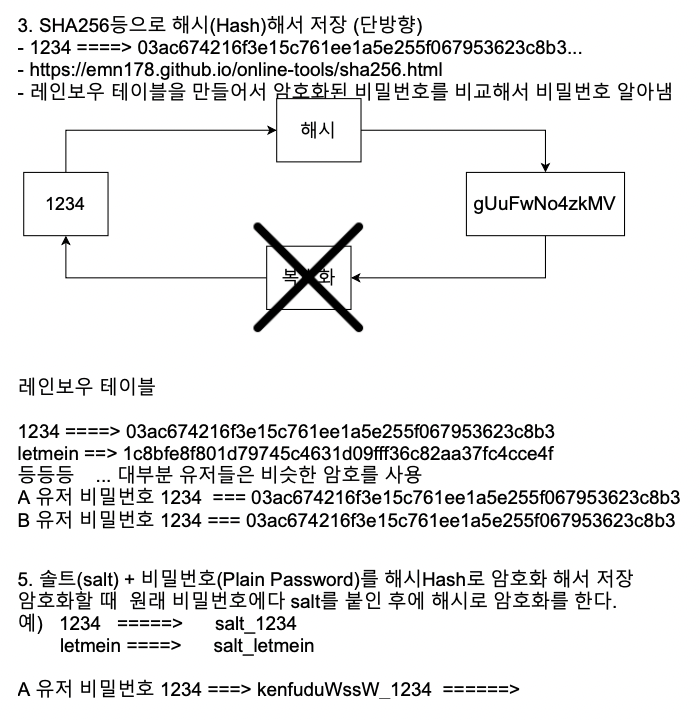 3. SHA256등으로 해시(Hash)해서 저장 (단방향)
- 1234 ====> 03ac674216f3e15c761ee1a5e255f067953623c8b3...
- https://emn178.github.io/online-tools/sha256.html
- 레인보우 테이블을 만들어서 암호화된 비밀번호를 비교해서 비밀번호 알아냄
해시
1234
gUuFwNo4zkMV
복호화
레인보우 테이블
1234 ====> 03ac674216f3e15c761ee1a5e255f067953623c8b3
letmein ==> 1c8bfe8f801d79745c4631d09fff36c82aa37fc4cce4f
등등등 ... 대부분 유저들은 비슷한 암호를 사용
A 유저 비밀번호 1234 === 03ac674216f3e15c761ee1a5e255f067953623c8b3
B 유저 비밀번호 1234 === 03ac674216f3e15c761ee1a5e255f067953623c8b3
5. 솔트(salt) + 비밀번호(Plain Password)를 해시Hash로 암호화 해서 저장
암호화할 때 원래 비밀번호에다 salt를 붙인 후에 해시로 암호화를 한다.
예) 1234 =====> salt_1234
letmein ====> salt_letmein
A 유저 비밀번호 1234 ===> kenfuduWssW_1234 ======>